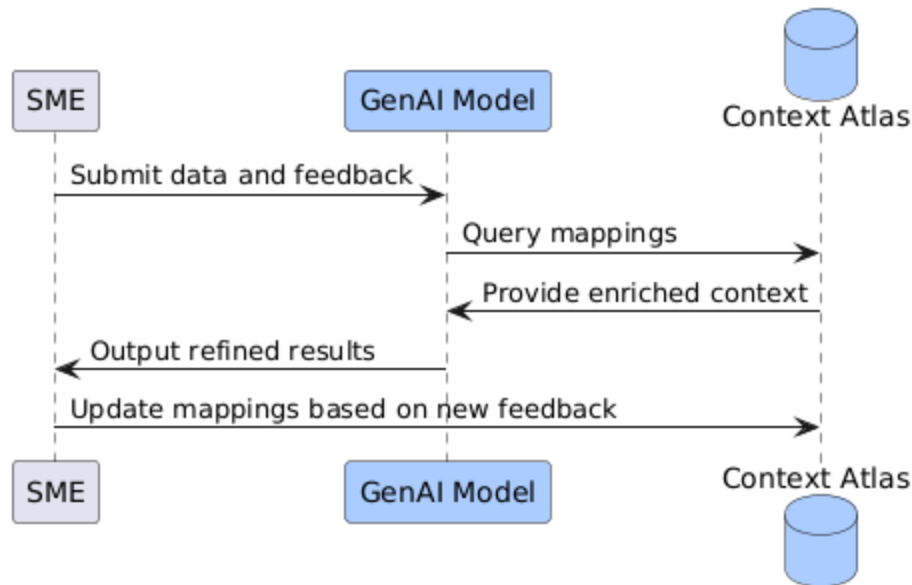 SME
GenAI Model
Context Atlas
Submit data and feedback
Query mappings
Provide enriched context
Output refined results
Update mappings based on new feedback
SME
GenAI Model
Context Atlas